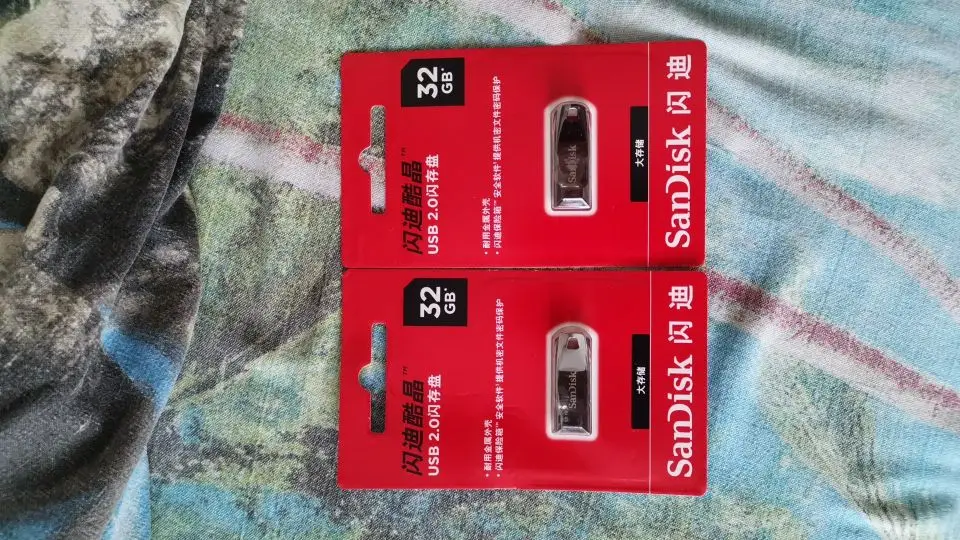 32
GB*
闪迪酷晶™
USB 2.0闪存盘
• 耐用金属外壳
• 闪迪保险箱™ 安全软件¹提供机密文件密码保护
SanDisk
大存储
SanDisk 闪迪
32
GB*
闪迪酷晶™
USB 2.0闪存盘
• 耐用金属外壳
• 闪迪保险箱™ 安全软件¹提供机密文件密码保护
SanDisk
大存储
SanDisk 闪迪